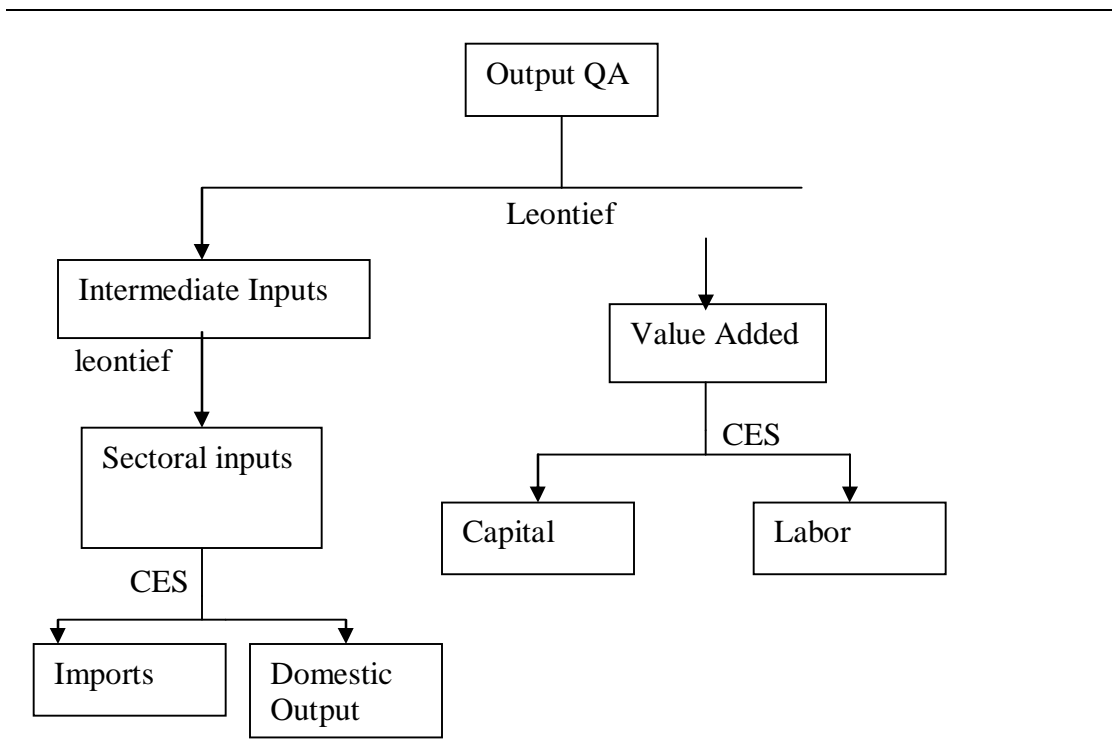 Output QA
Leontief
Intermediate Inputs
Value Added
leontief
CES
Sectoral inputs
Capital
Labor
CES
Imports
Domestic
Output